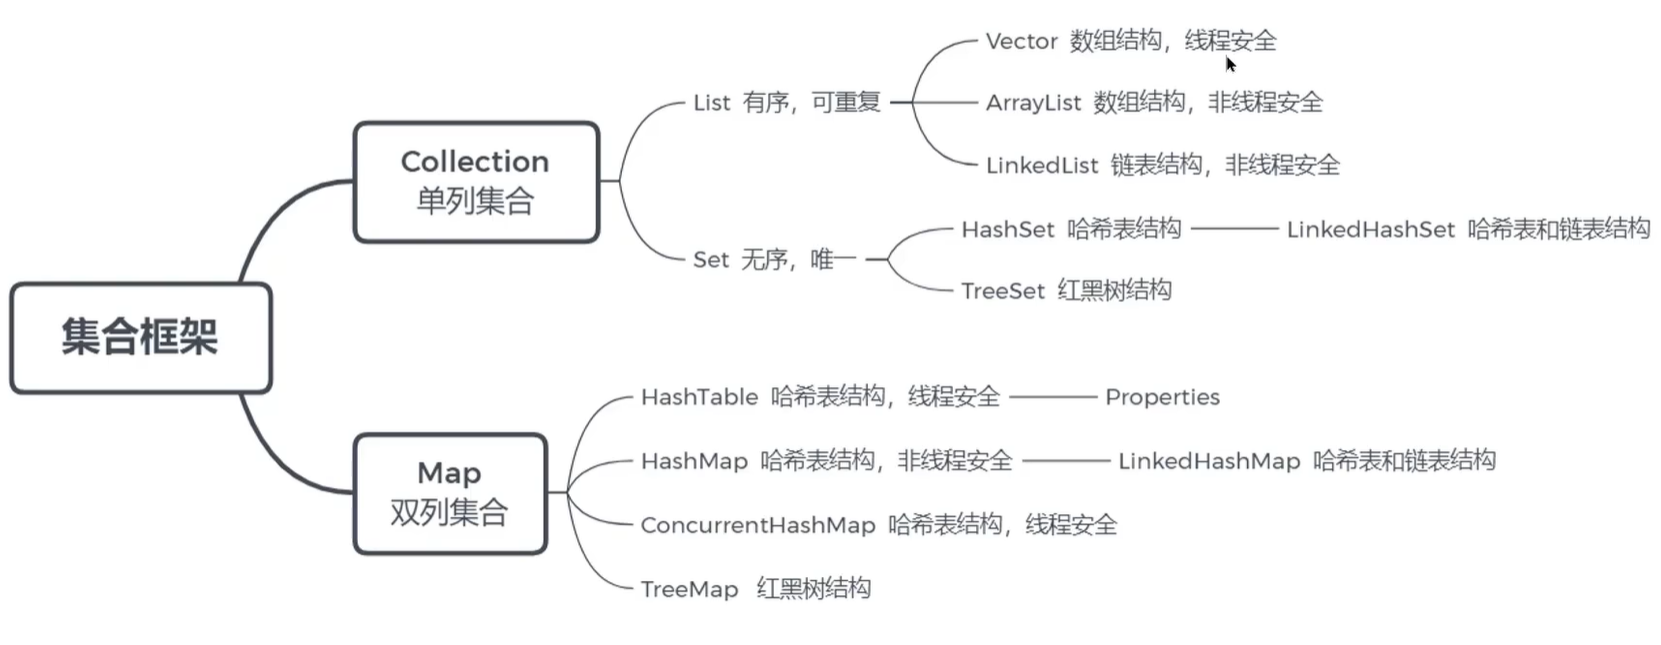 集合框架
Collection
单列集合
List 有序，可重复
Vector 数组结构，线程安全
ArrayList 数组结构，非线程安全
LinkedList 链表结构，非线程安全
Set 无序，唯一
HashSet 哈希表结构
LinkedHashSet 哈希表和链表结构
TreeSet 红黑树结构
Map
双列集合
HashTable 哈希表结构，线程安全
Properties
HashMap 哈希表结构，非线程安全
LinkedHashMap 哈希表和链表结构
ConcurrentHashMap 哈希表结构，线程安全
TreeMap 红黑树结构